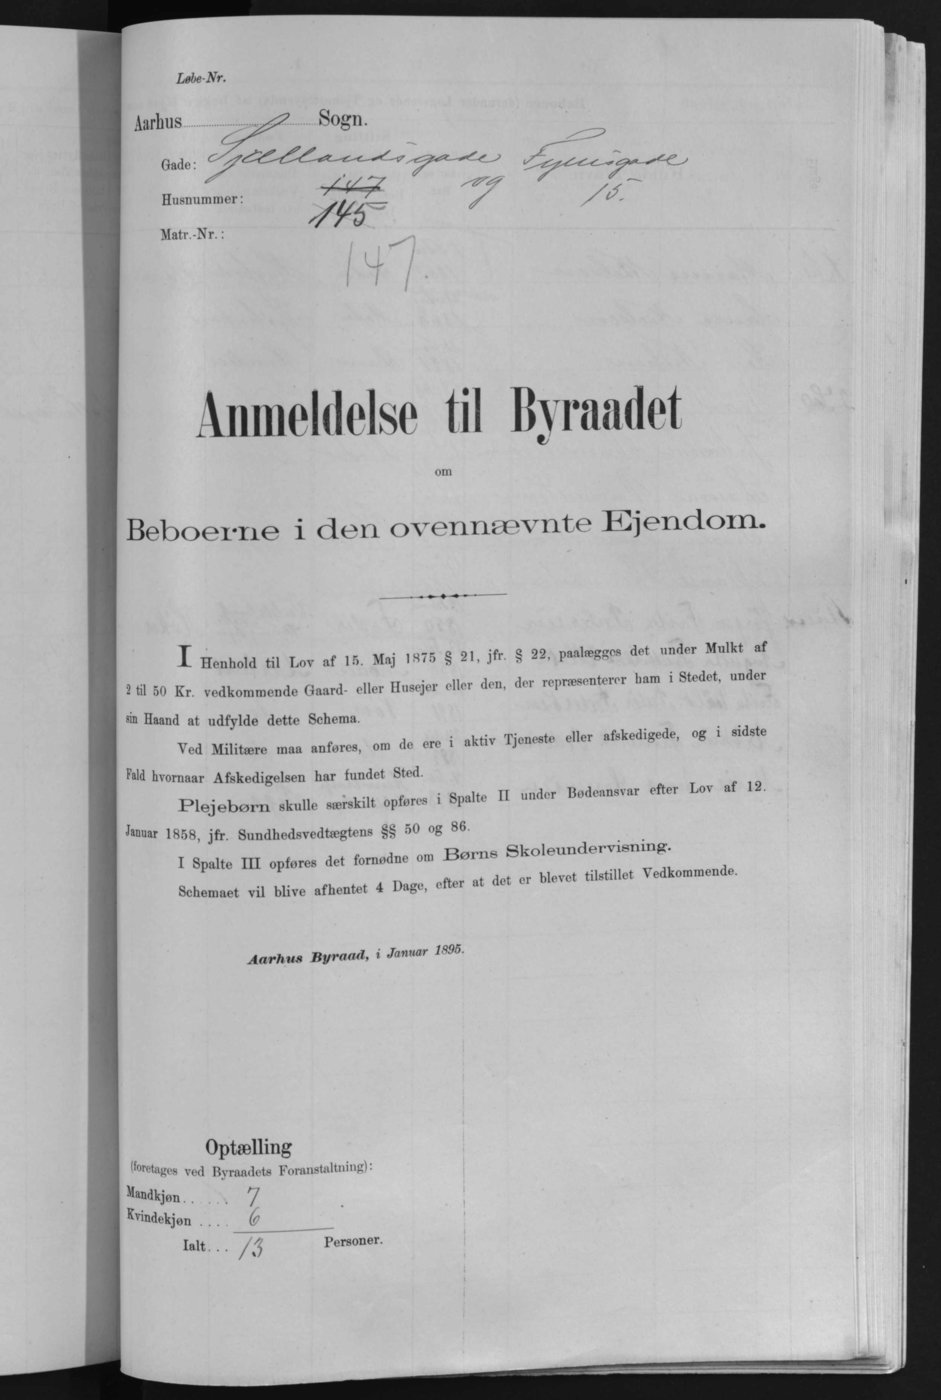 Løbe-Nr.
Aarhus Sogn.
Gade: Sjællandsgade og Fynsgade
Husnummer: 147 15.
145
Matr.-Nr.:
147.
Anmeldelse til Byraadet
om
Beboerne i den ovennævnte Ejendom.
I Henhold til Lov af 15. Maj 1875 § 21, jfr. § 22, paalægges det under Mulkt af
2 til 50 Kr. vedkommende Gaard- eller Husejer eller den, der repræsenterer ham i Stedet, under
sin Haand at udfylde dette Schema.
Ved Militære maa anføres, om de ere i aktiv Tjeneste eller afskedigede, og i sidste
Fald hvornaar Afskedigelsen har fundet Sted.
Plejebørn skulle særskilt opføres i Spalte II under Bødeansvar efter Lov af 12.
Januar 1858, jfr. Sundhedsvedtægtens §§ 50 og 86.
I Spalte III opføres det fornødne om Børns Skoleundervisning.
Schemaet vil blive afhentet 4 Dage, efter at det er blevet tilstillet Vedkommende.
Aarhus Byraad, i Januar 1895.
Optælling
(foretages ved Byraadets Foranstaltning):
Mandkjøn..... 7
Kvindekjøn .... 6
Ialt... 13 Personer.